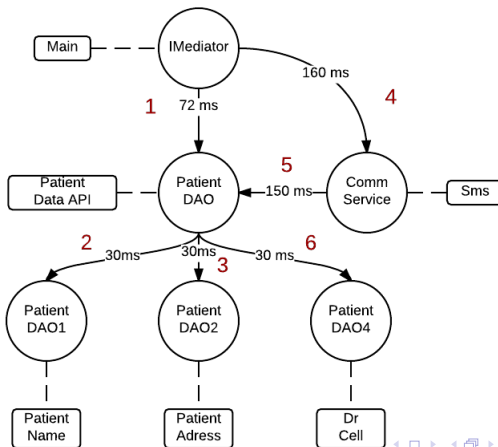 Main
IMediator
160 ms
1
72 ms
4
5
Patient
Data API
Patient
DAO
150 ms
Comm
Service
Sms
2
30ms
30ms
3
30 ms
6
Patient
DAO1
Patient
DAO2
Patient
DAO4
Patient
Name
Patient
Adress
Dr
Cell